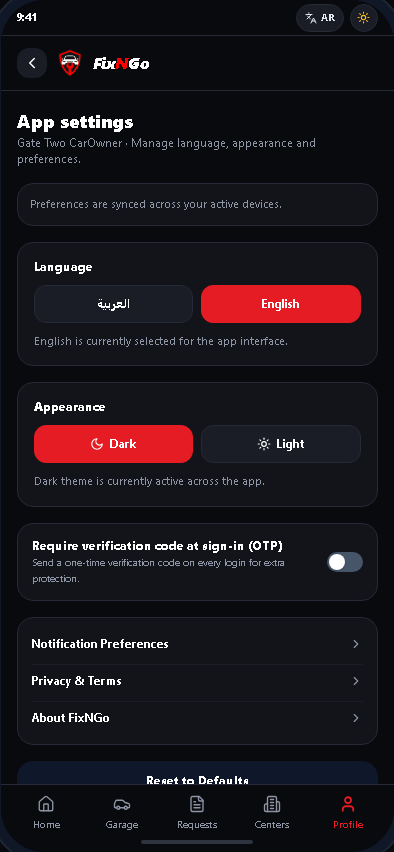 9:41
AR
FixNGo
App settings
Gate Two CarOwner · Manage language, appearance and
preferences.
Preferences are synced across your active devices.
Language
العربية
English
English is currently selected for the app interface.
Appearance
Dark
Light
Dark theme is currently active across the app.
Require verification code at sign-in (OTP)
Send a one-time verification code on every login for extra
protection.
Notification Preferences
Privacy & Terms
About FixNGo
Reset to Defaults
Home
Garage
Requests
Centers
Profile